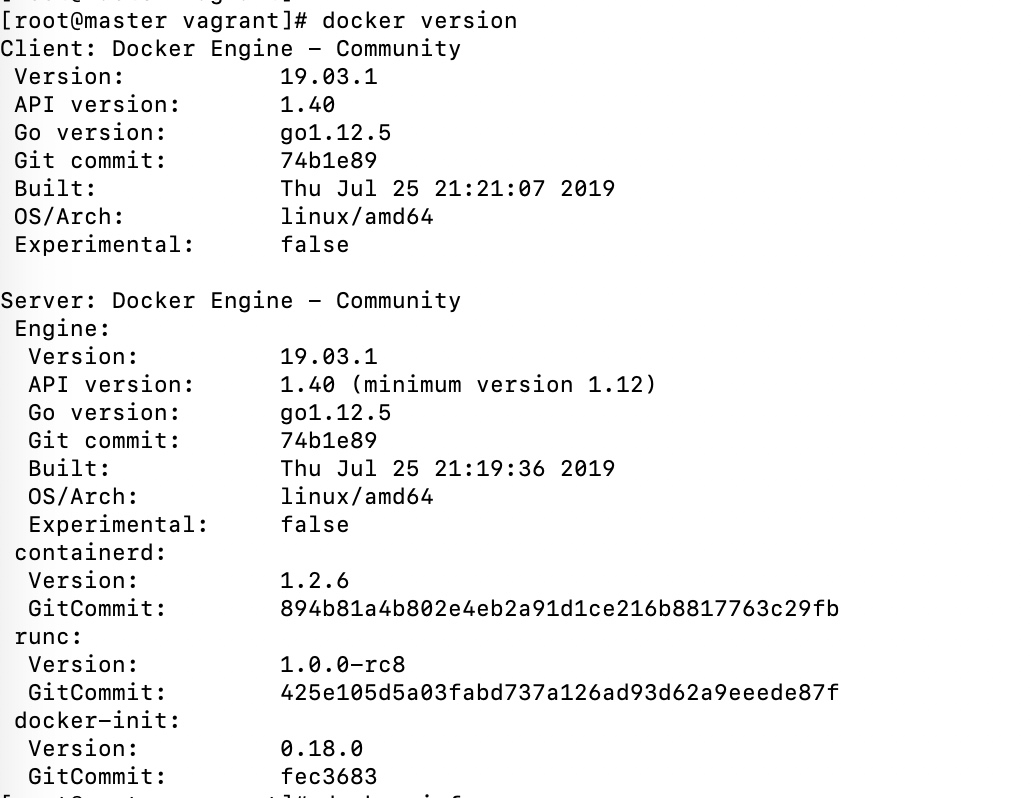 [root@master vagrant]# docker version
Client: Docker Engine - Community
 Version:           19.03.1
 API version:       1.40
 Go version:        go1.12.5
 Git commit:        74b1e89
 Built:             Thu Jul 25 21:21:07 2019
 OS/Arch:           linux/amd64
 Experimental:      false

Server: Docker Engine - Community
 Engine:
  Version:          19.03.1
  API version:      1.40 (minimum version 1.12)
  Go version:       go1.12.5
  Git commit:       74b1e89
  Built:            Thu Jul 25 21:19:36 2019
  OS/Arch:          linux/amd64
  Experimental:     false
 containerd:
  Version:          1.2.6
  GitCommit:        894b81a4b802e4eb2a91d1ce216b8817763c29fb
 runc:
  Version:          1.0.0-rc8
  GitCommit:        425e105d5a03fabd737a126ad93d62a9eeede87f
 docker-init:
  Version:          0.18.0
  GitCommit:        fec3683